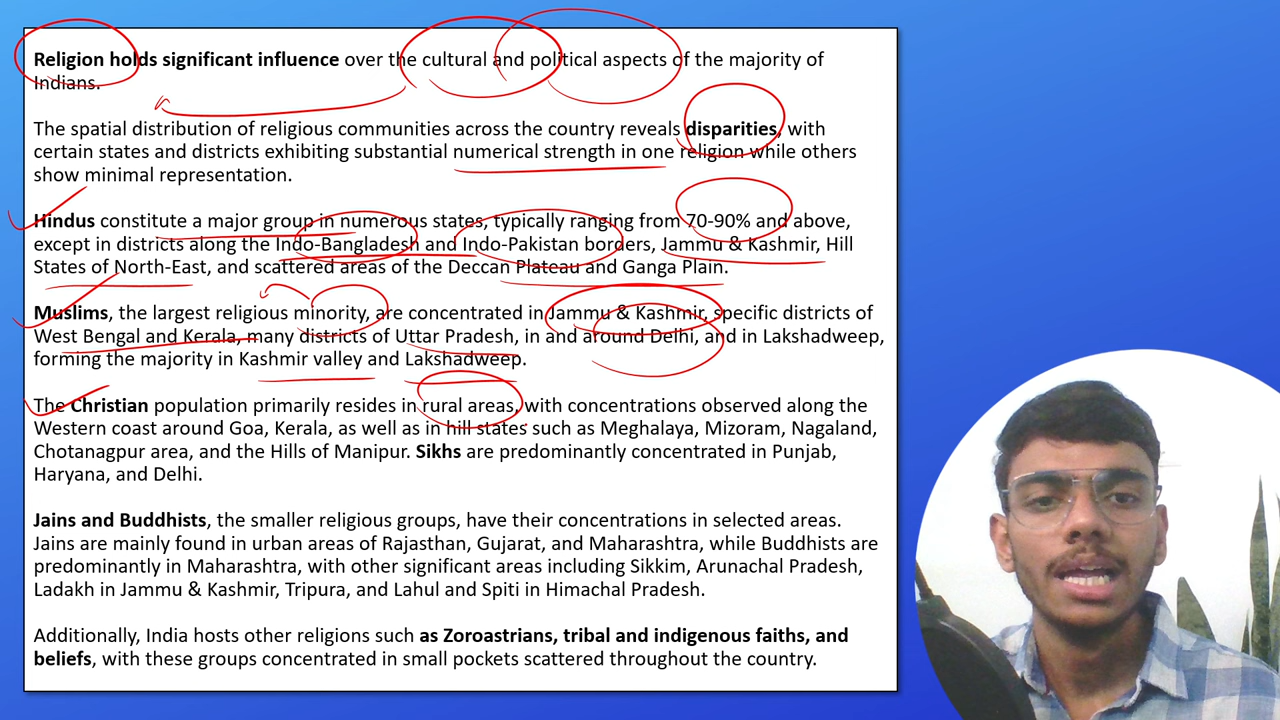 Religion holds significant influence over the cultural and political aspects of the majority of
Indians.
The spatial distribution of religious communities across the country reveals disparities, with
certain states and districts exhibiting substantial numerical strength in one religion while others
show minimal representation.
Hindus constitute a major group in numerous states, typically ranging from 70-90% and above,
except in districts along the Indo-Bangladesh and Indo-Pakistan borders, Jammu & Kashmir, Hill
States of North-East, and scattered areas of the Deccan Plateau and Ganga Plain.
Muslims, the largest religious minority, are concentrated in Jammu & Kashmir, specific districts of
West Bengal and Kerala, many districts of Uttar Pradesh, in and around Delhi, and in Lakshadweep,
forming the majority in Kashmir valley and Lakshadweep.
The Christian population primarily resides in rural areas, with concentrations observed along the
Western coast around Goa, Kerala, as well as in hill states such as Meghalaya, Mizoram, Nagaland,
Chotanagpur area, and the Hills of Manipur. Sikhs are predominantly concentrated in Punjab,
Haryana, and Delhi.
Jains and Buddhists, the smaller religious groups, have their concentrations in selected areas.
Jains are mainly found in urban areas of Rajasthan, Gujarat, and Maharashtra, while Buddhists are
predominantly in Maharashtra, with other significant areas including Sikkim, Arunachal Pradesh,
Ladakh in Jammu & Kashmir, Tripura, and Lahul and Spiti in Himachal Pradesh.
Additionally, India hosts other religions such as Zoroastrians, tribal and indigenous faiths, and
beliefs, with these groups concentrated in small pockets scattered throughout the country.